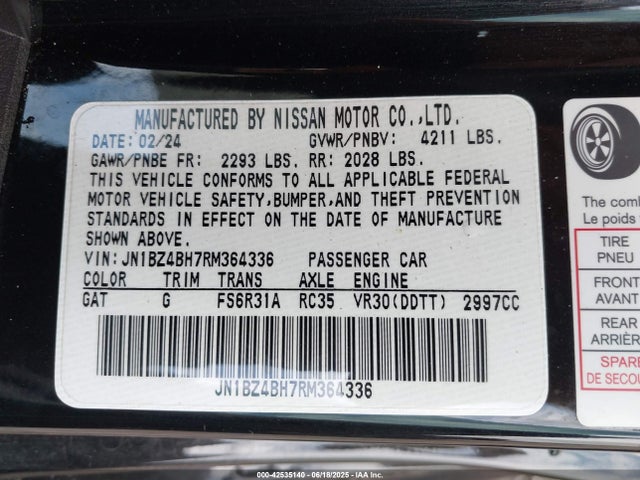 MANUFACTURED BY NISSAN MOTOR CO.,LTD.
DATE: 02/24 GVWR/PNBV: 4211 LBS.
GAWR/PNBE FR: 2293 LBS. RR: 2028 LBS.
THIS VEHICLE CONFORMS TO ALL APPLICABLE FEDERAL
MOTOR VEHICLE SAFETY,BUMPER,AND THEFT PREVENTION
STANDARDS IN EFFECT ON THE DATE OF MANUFACTURE
SHOWN ABOVE.
VIN:JN1BZ4BH7RM364336 PASSENGER CAR
COLOR TRIM TRANS AXLE ENGINE
GAT G FS6R31A RC35 VR30(DDTT) 2997CC
JN1BZ4BH7RM364336
The comb
Le poids
TIRE
PNEU
FRONT
AVANT
REAR
ARRIÈR
SPARE
DE SECOU
000-42535140 - 06/18/2025 - IAA Inc.